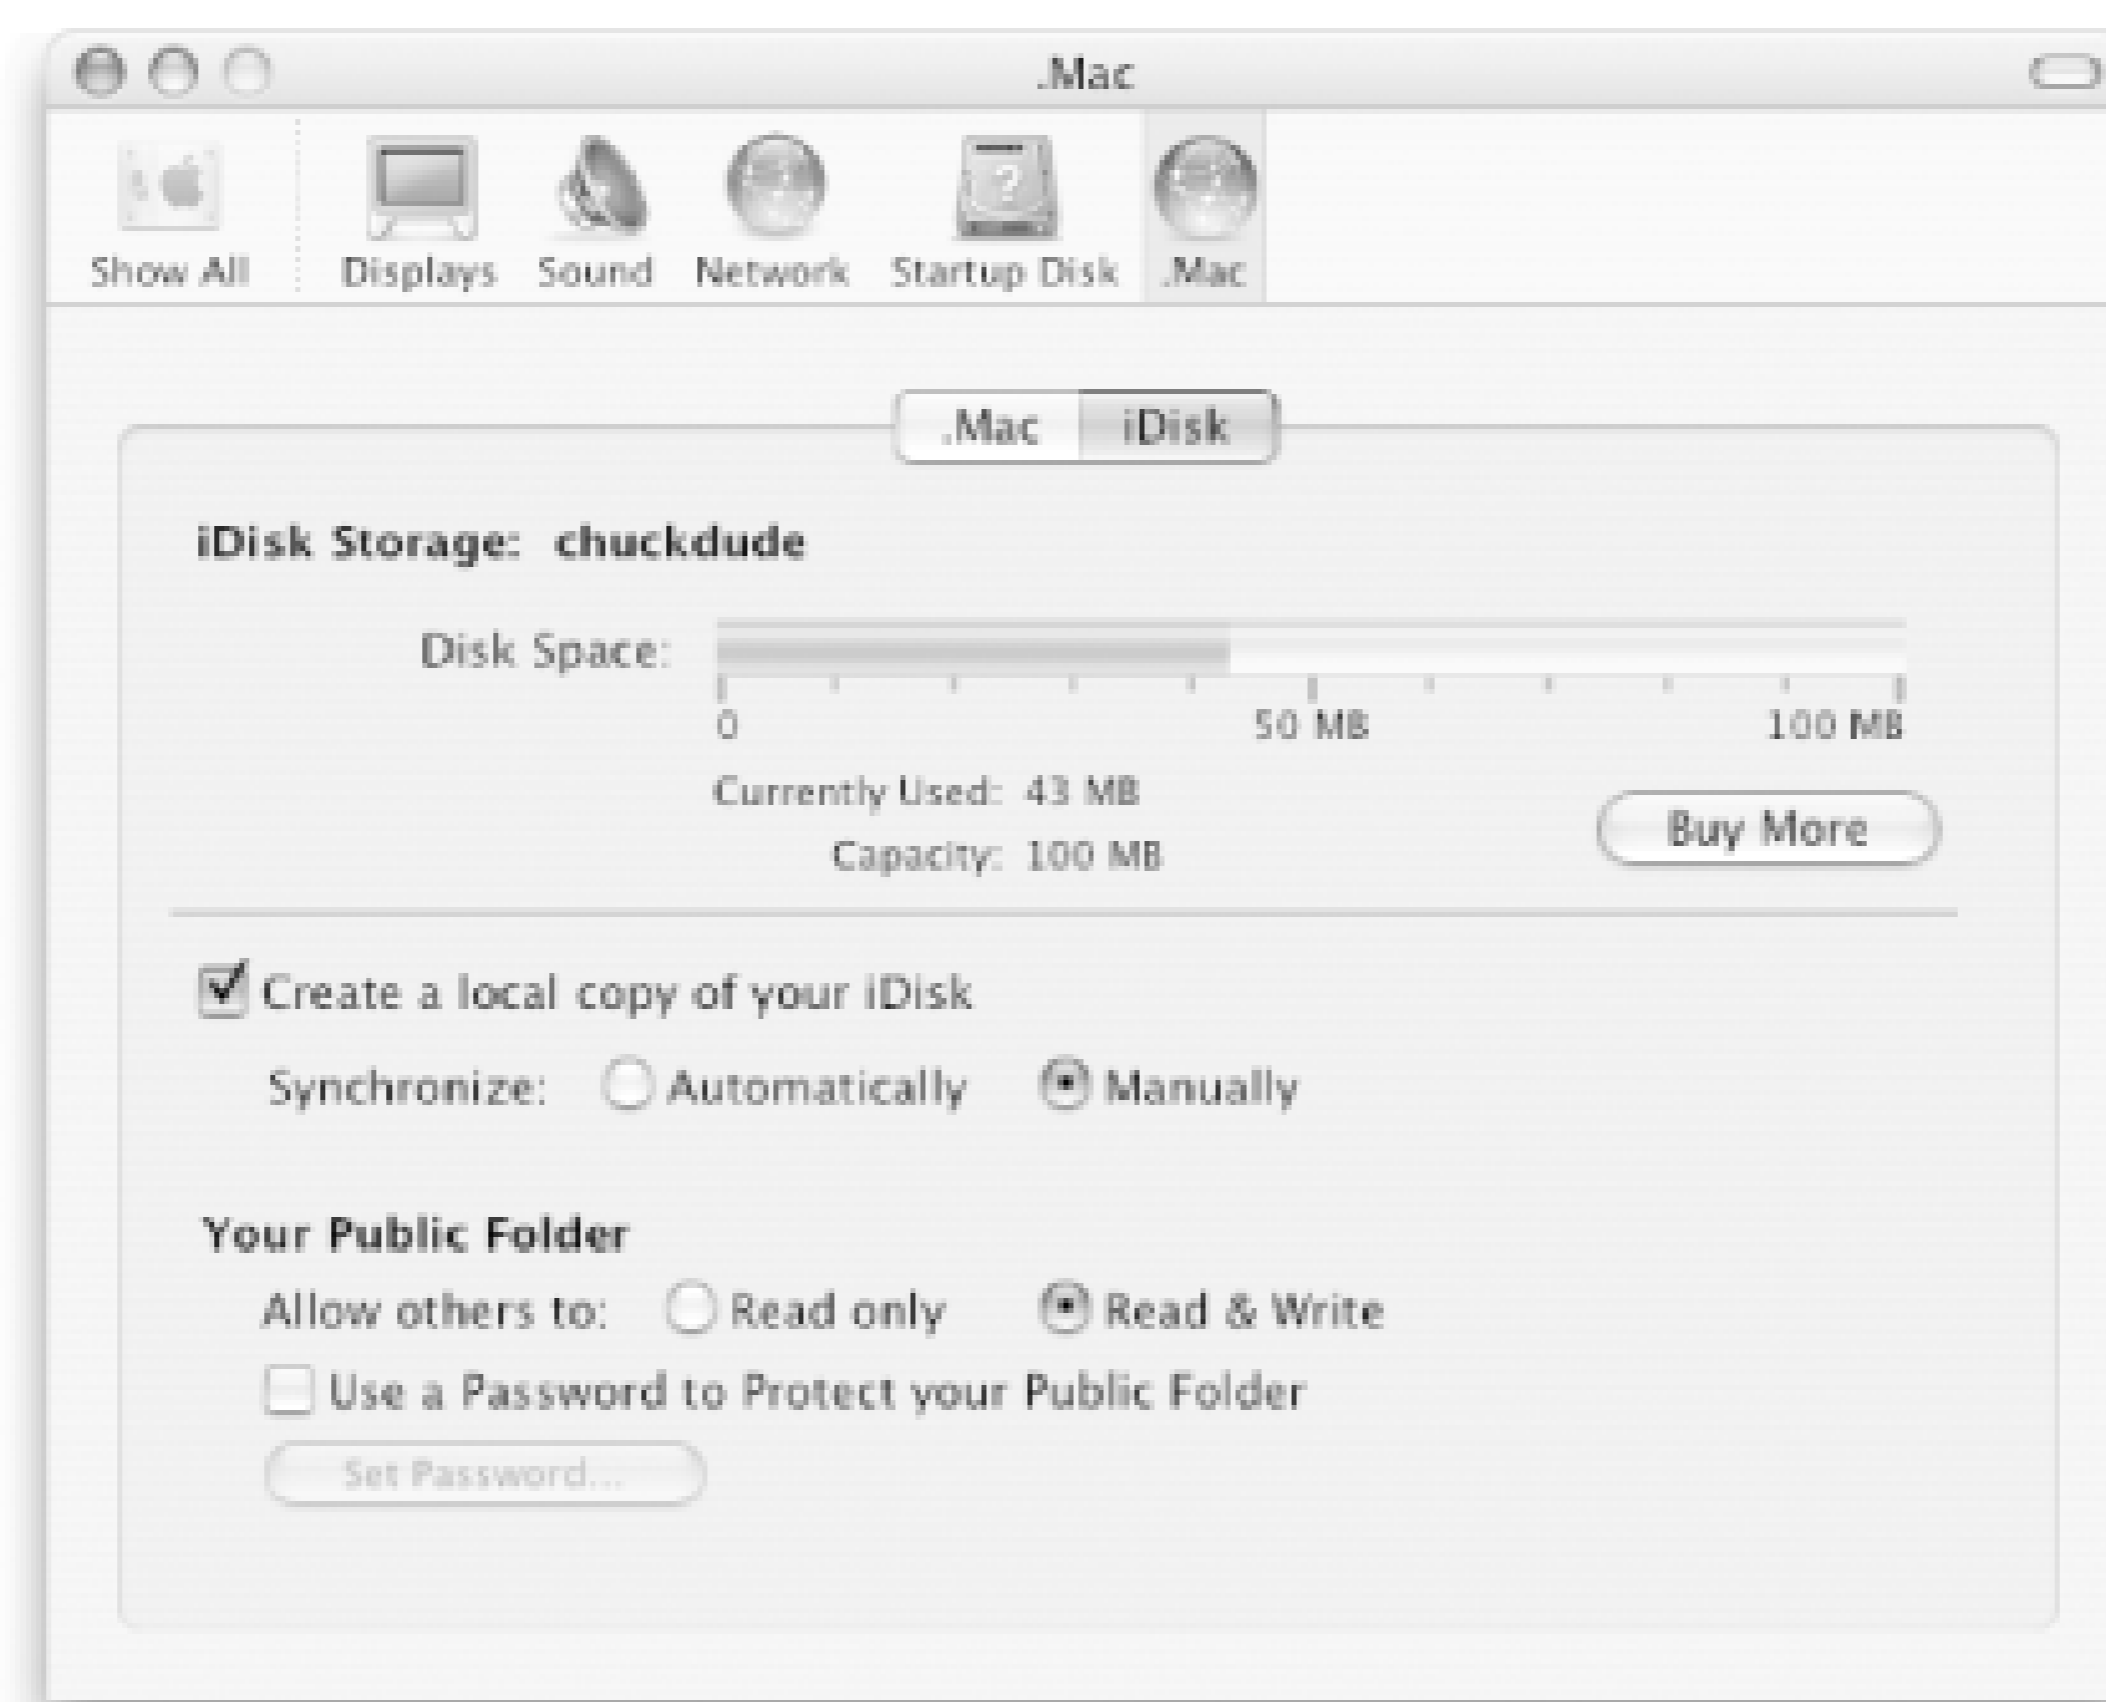 .Mac
Show All Displays Sound Network Startup Disk .Mac
.Mac iDisk
iDisk Storage: chuckdude
Disk Space:
0 50 MB 100 MB
Currently Used: 43 MB
Capacity: 100 MB
Buy More
Create a local copy of your iDisk
Synchronize: Automatically Manually
Your Public Folder
Allow others to: Read only Read & Write
Use a Password to Protect your Public Folder
Set Password...